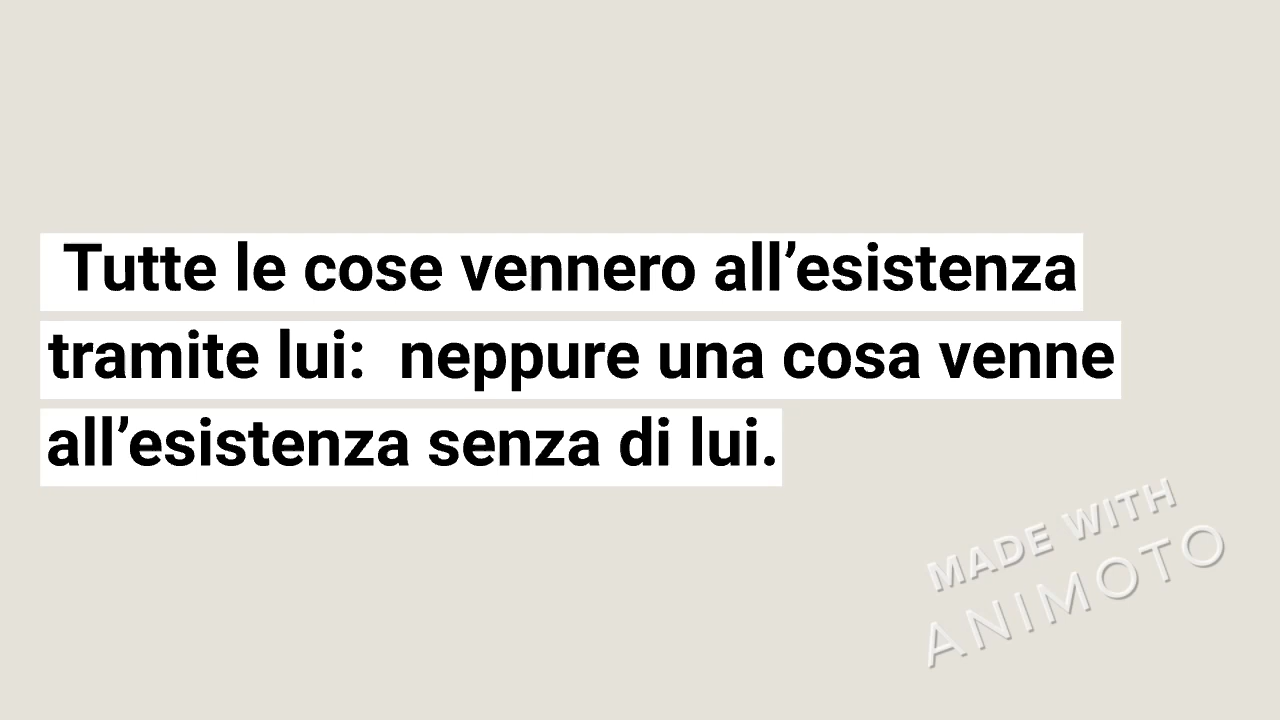 Tutte le cose vennero all’esistenza
tramite lui:  neppure una cosa venne
all’esistenza senza di lui.
MADE WITH
ANIMOTO